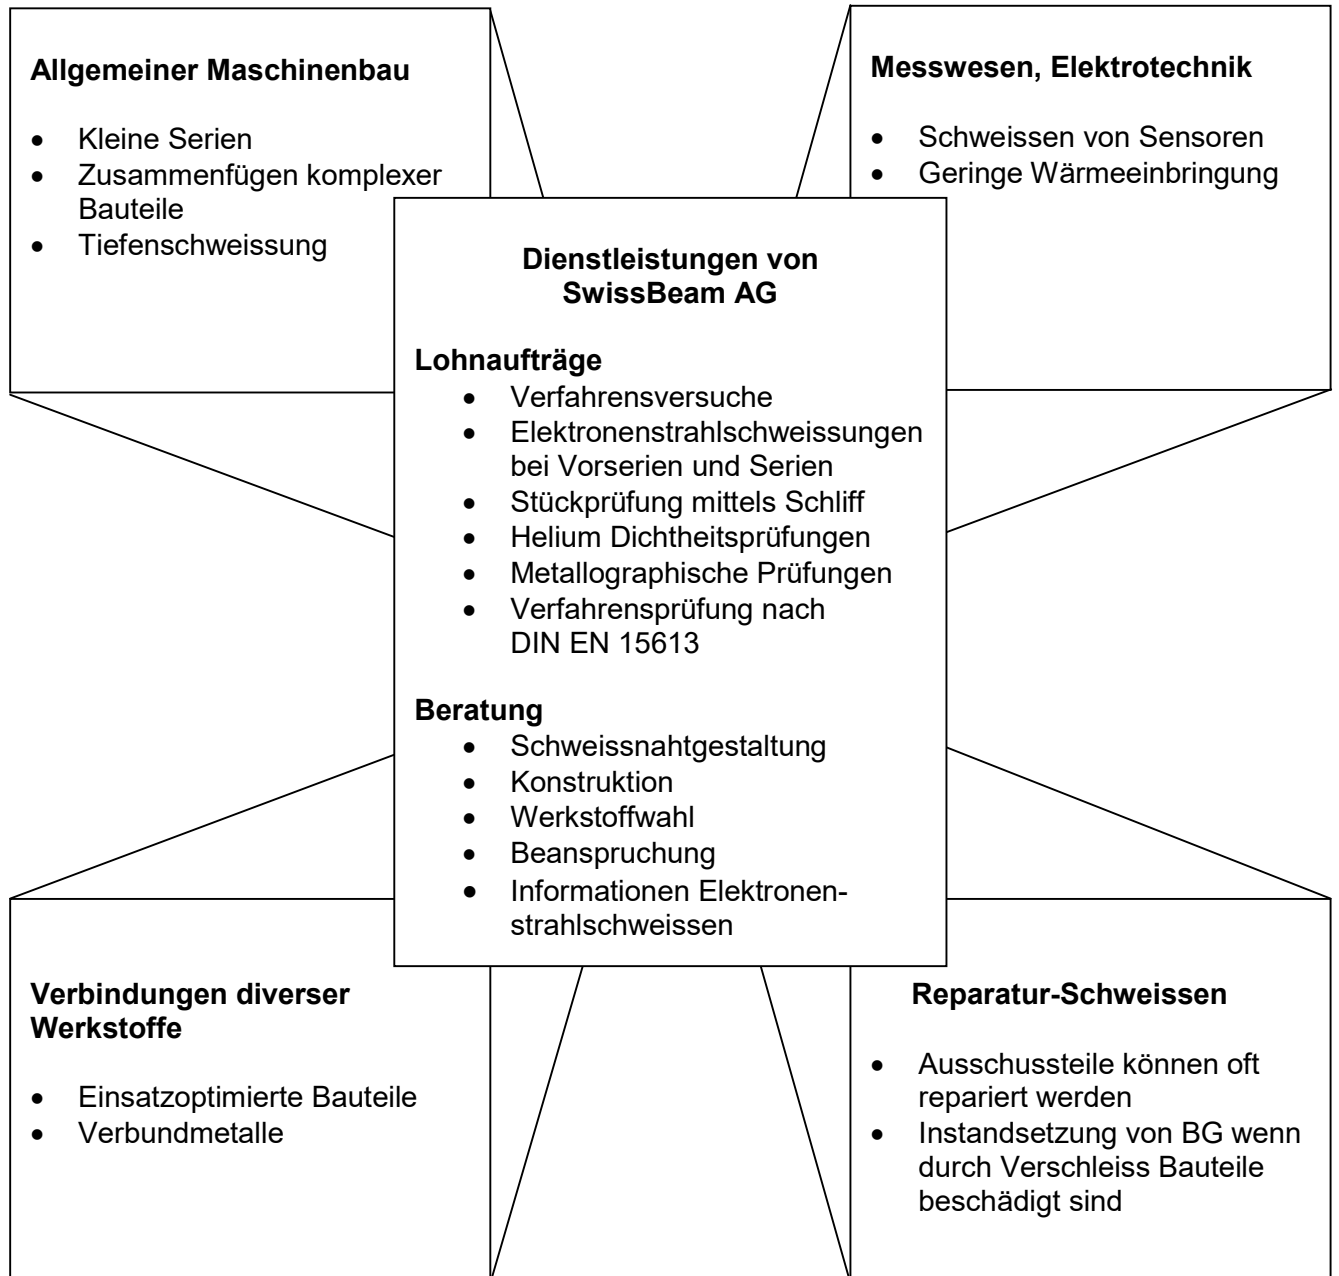 Allgemeiner Maschinenbau
• Kleine Serien
• Zusammenfügen komplexer
Bauteile
• Tiefenschweissung
Messwesen, Elektrotechnik
• Schweissen von Sensoren
• Geringe Wärmeeinbringung
Dienstleistungen von
SwissBeam AG
Lohnaufträge
• Verfahrensversuche
• Elektronenstrahlschweissungen
bei Vorserien und Serien
• Stückprüfung mittels Schliff
• Helium Dichtheitsprüfungen
• Metallographische Prüfungen
• Verfahrensprüfung nach
DIN EN 15613
Beratung
• Schweissnahtgestaltung
• Konstruktion
• Werkstoffwahl
• Beanspruchung
• Informationen Elektronen-
strahlschweissen
Verbindungen diverser
Werkstoffe
• Einsatzoptimierte Bauteile
• Verbundmetalle
Reparatur-Schweissen
• Ausschussteile können oft
repariert werden
• Instandsetzung von BG wenn
durch Verschleiss Bauteile
beschädigt sind